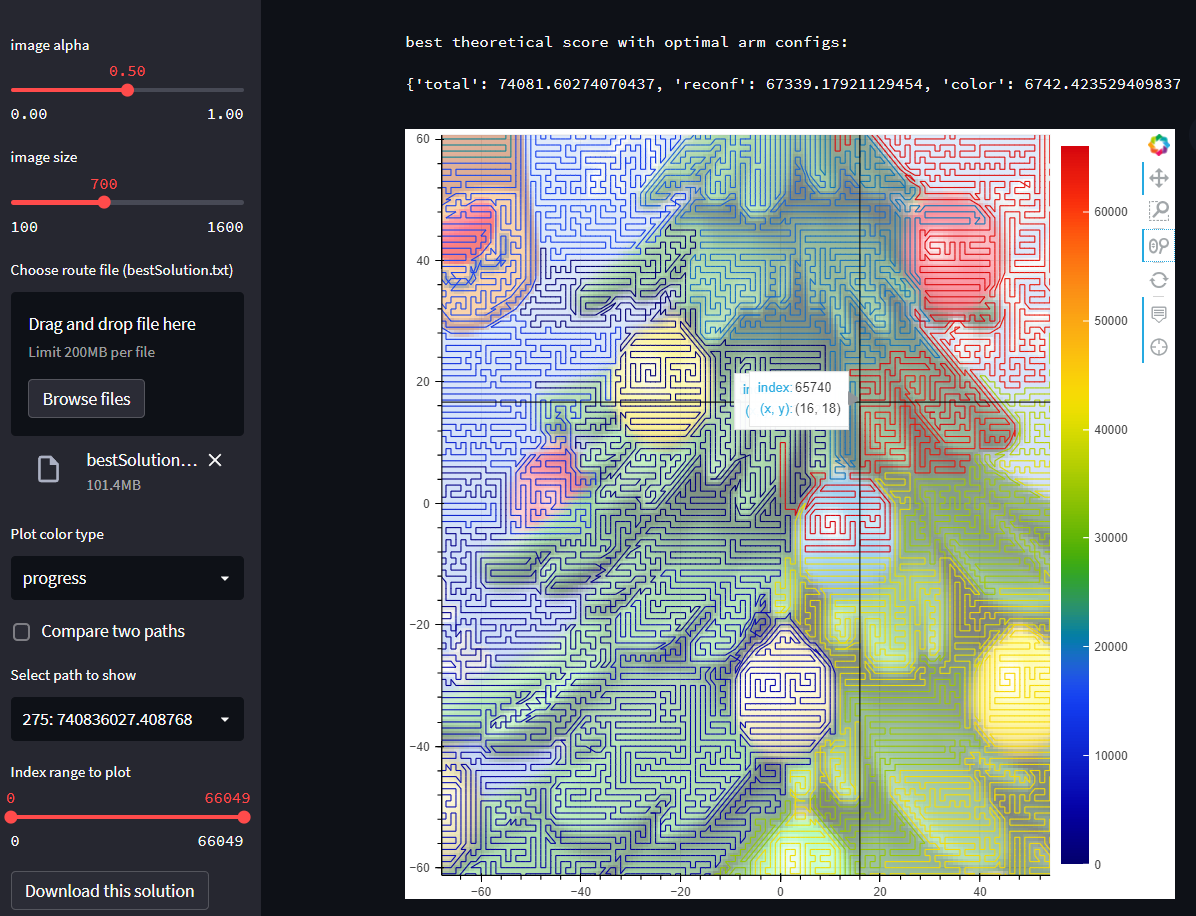 image alpha
0.50
0.00 1.00
image size
700
100 1600
Choose route file (bestSolution.txt)
Drag and drop file here
Limit 200MB per file
Browse files
bestSolution...
101.4MB
Plot color type
progress
Compare two paths
Select path to show
275: 740836027.408768
Index range to plot
0 66049
0 66049
Download this solution
best theoretical score with optimal arm configs:
{'total': 74081.60274070437, 'reconf': 67339.17921129454, 'color': 6742.423529409837
60
40
20
0
−20
−40
−60
−60 −40 −20 0 20 40
index: 65740
(x, y): (16, 18)
60000
50000
40000
30000
20000
10000
0